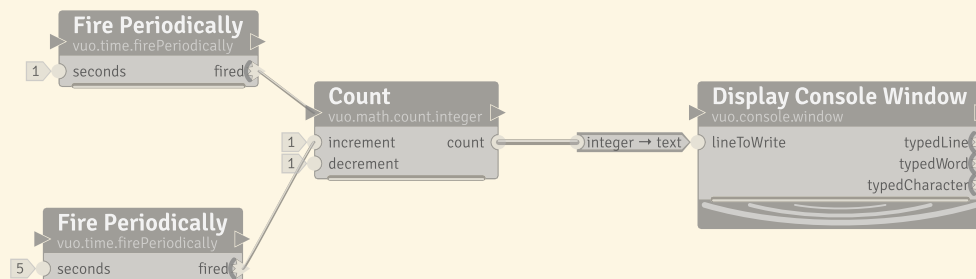 Fire Periodically
vuo.time.firePeriodically
1 seconds fired
Count
vuo.math.count.integer
1 increment count
1 decrement
integer → text
Display Console Window
vuo.console.window
lineToWrite typedLine
typedWord
typedCharacter
Fire Periodically
vuo.time.firePeriodically
5 seconds fired